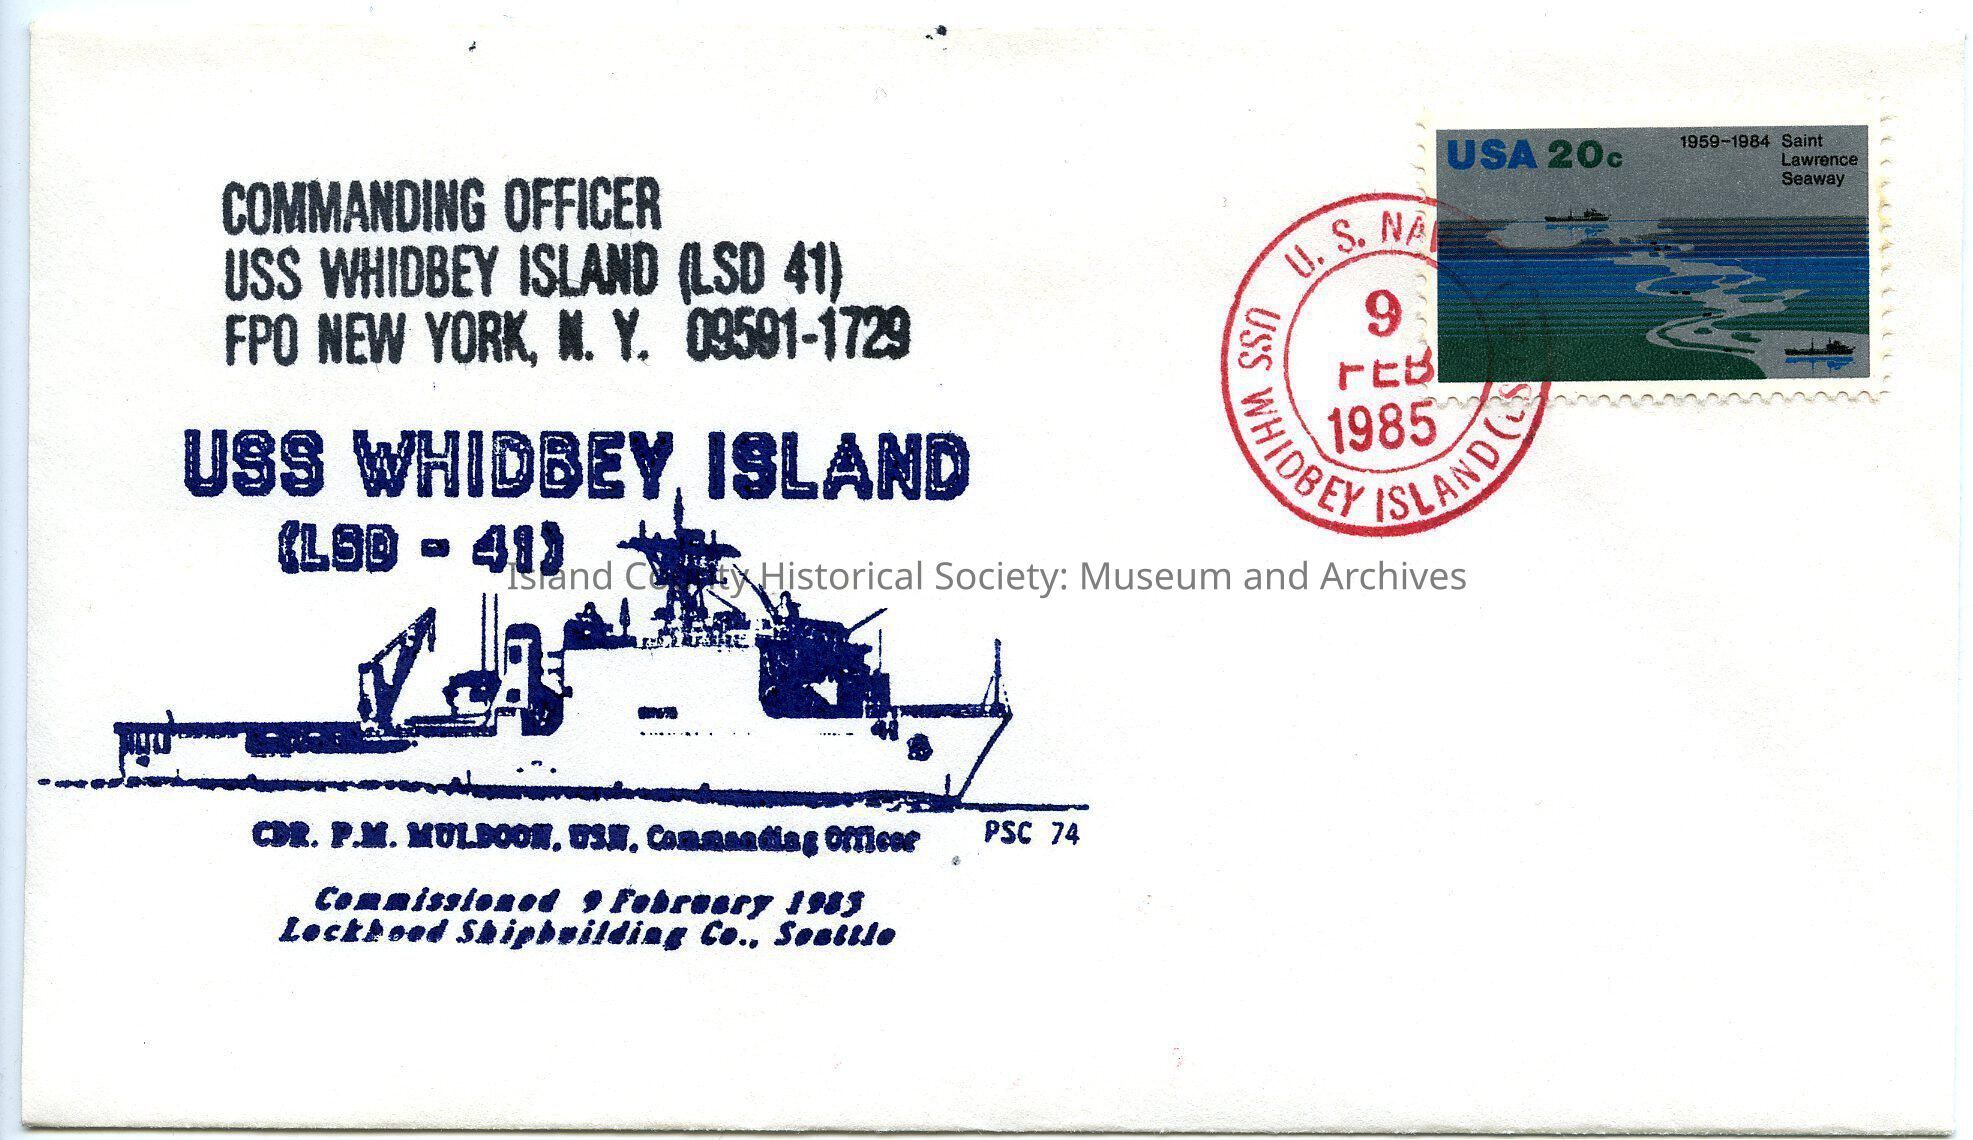 COMMANDING OFFICER
USS WHIDBEY ISLAND (LSD 41)
FPO NEW YORK, N. Y. 09591-1729
USA 20c
1959-1984 Saint
Lawrence
Seaway
U. S. NA
9
FEB
1985
USS WHIDBEY ISLAND (LS
USS WHIDBEY ISLAND
(LSD - 41)
Island County Historical Society: Museum and Archives
41
CDR. P.M. MULDOON, USN, Commanding Officer
PSC 74
Commissioned 9 February 1985
Lockheed Shipbuilding Co., Seattle